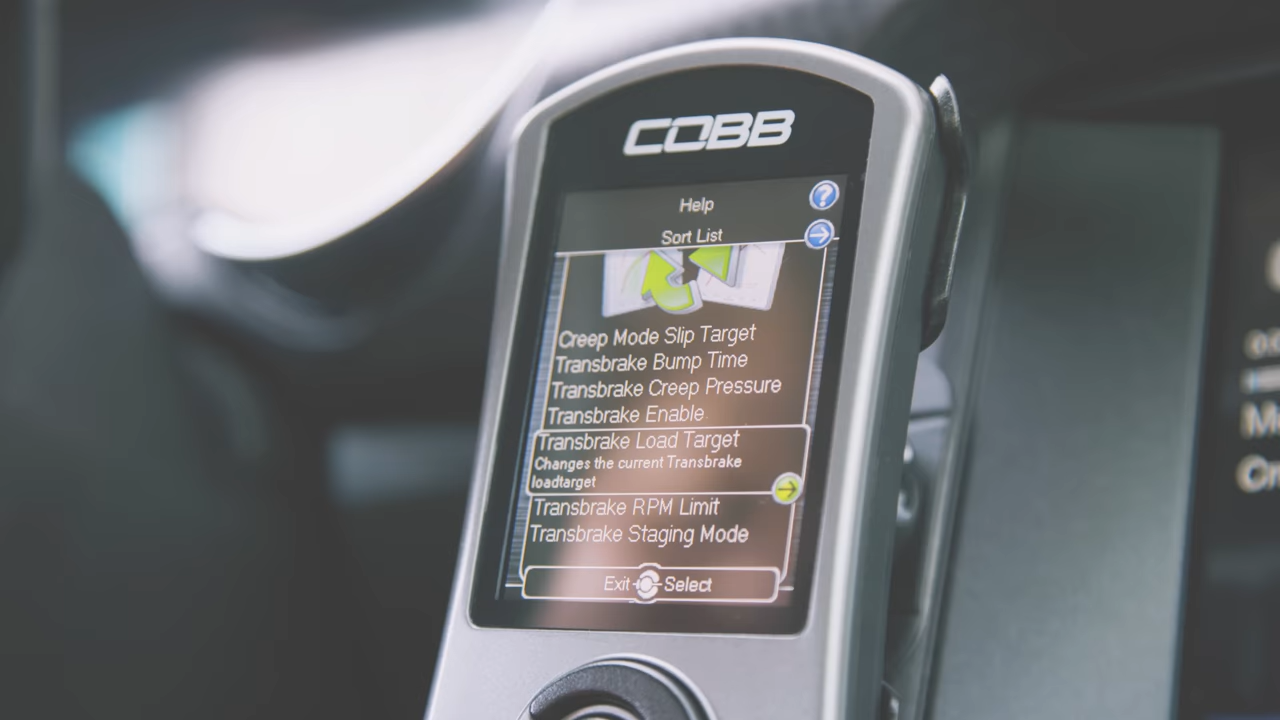 COBB
Help
Sort List
Creep Mode Slip Target
Transbrake Bump Time
Transbrake Creep Pressure
Transbrake Enable
Transbrake Load Target
Changes the current Transbrake
loadtarget
Transbrake RPM Limit
Transbrake Staging Mode
Exit Select